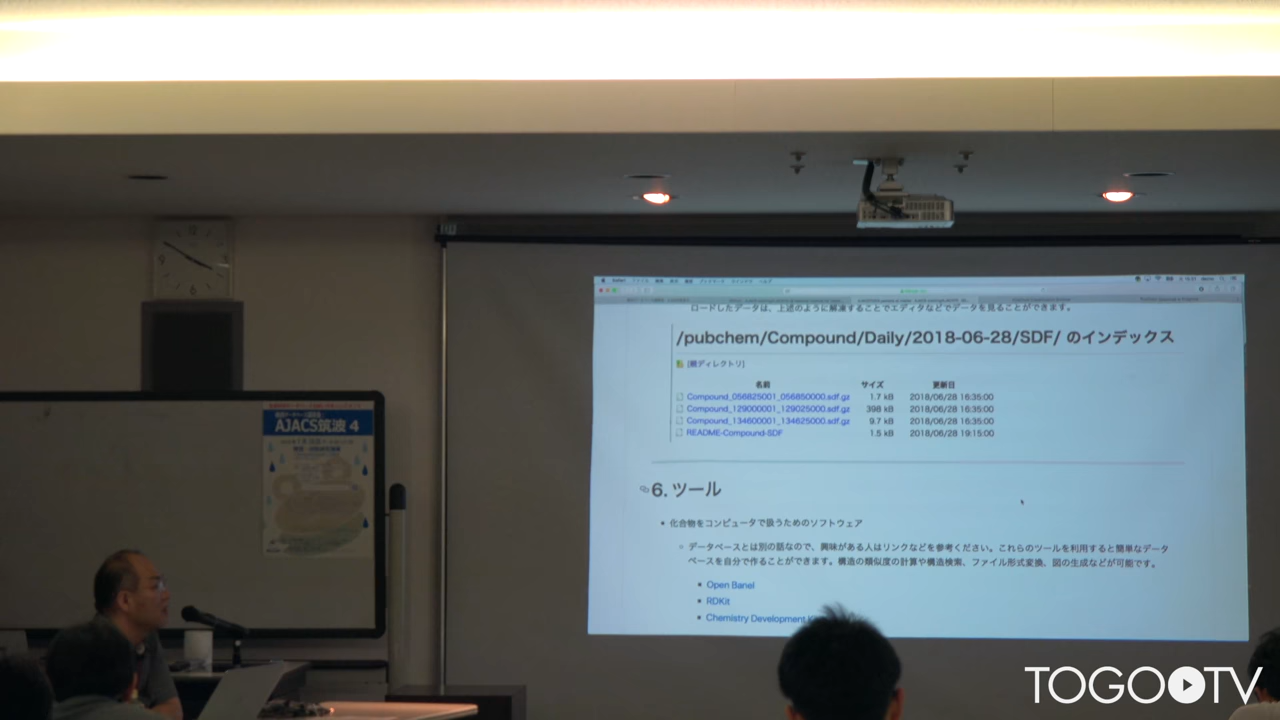 ロードしたデータは、上述のように解凍することでエディタなどでデータを見ることができます。
/pubchem/Compound/Daily/2018-06-28/SDF/ のインデックス
[親ディレクトリ]
名前 サイズ 更新日
Compound_056825001_056850000.sdf.gz 1.7 kB 2018/06/28 16:35:00
Compound_129000001_129025000.sdf.gz 398 kB 2018/06/28 16:35:00
Compound_134600001_134625000.sdf.gz 9.7 kB 2018/06/28 16:35:00
README-Compound-SDF 1.5 kB 2018/06/28 19:15:00
6. ツール
化合物をコンピュータで扱うためのソフトウェア
データベースとは別の話なので、興味がある人はリンクなどを参考ください。これらのツールを利用すると簡単なデータ
ベースを自分で作ることができます。構造の類似度の計算や構造検索、ファイル形式変換、図の生成などが可能です。
Open Banel
RDKit
Chemistry Development
AJACS筑波 4
TOGO TV